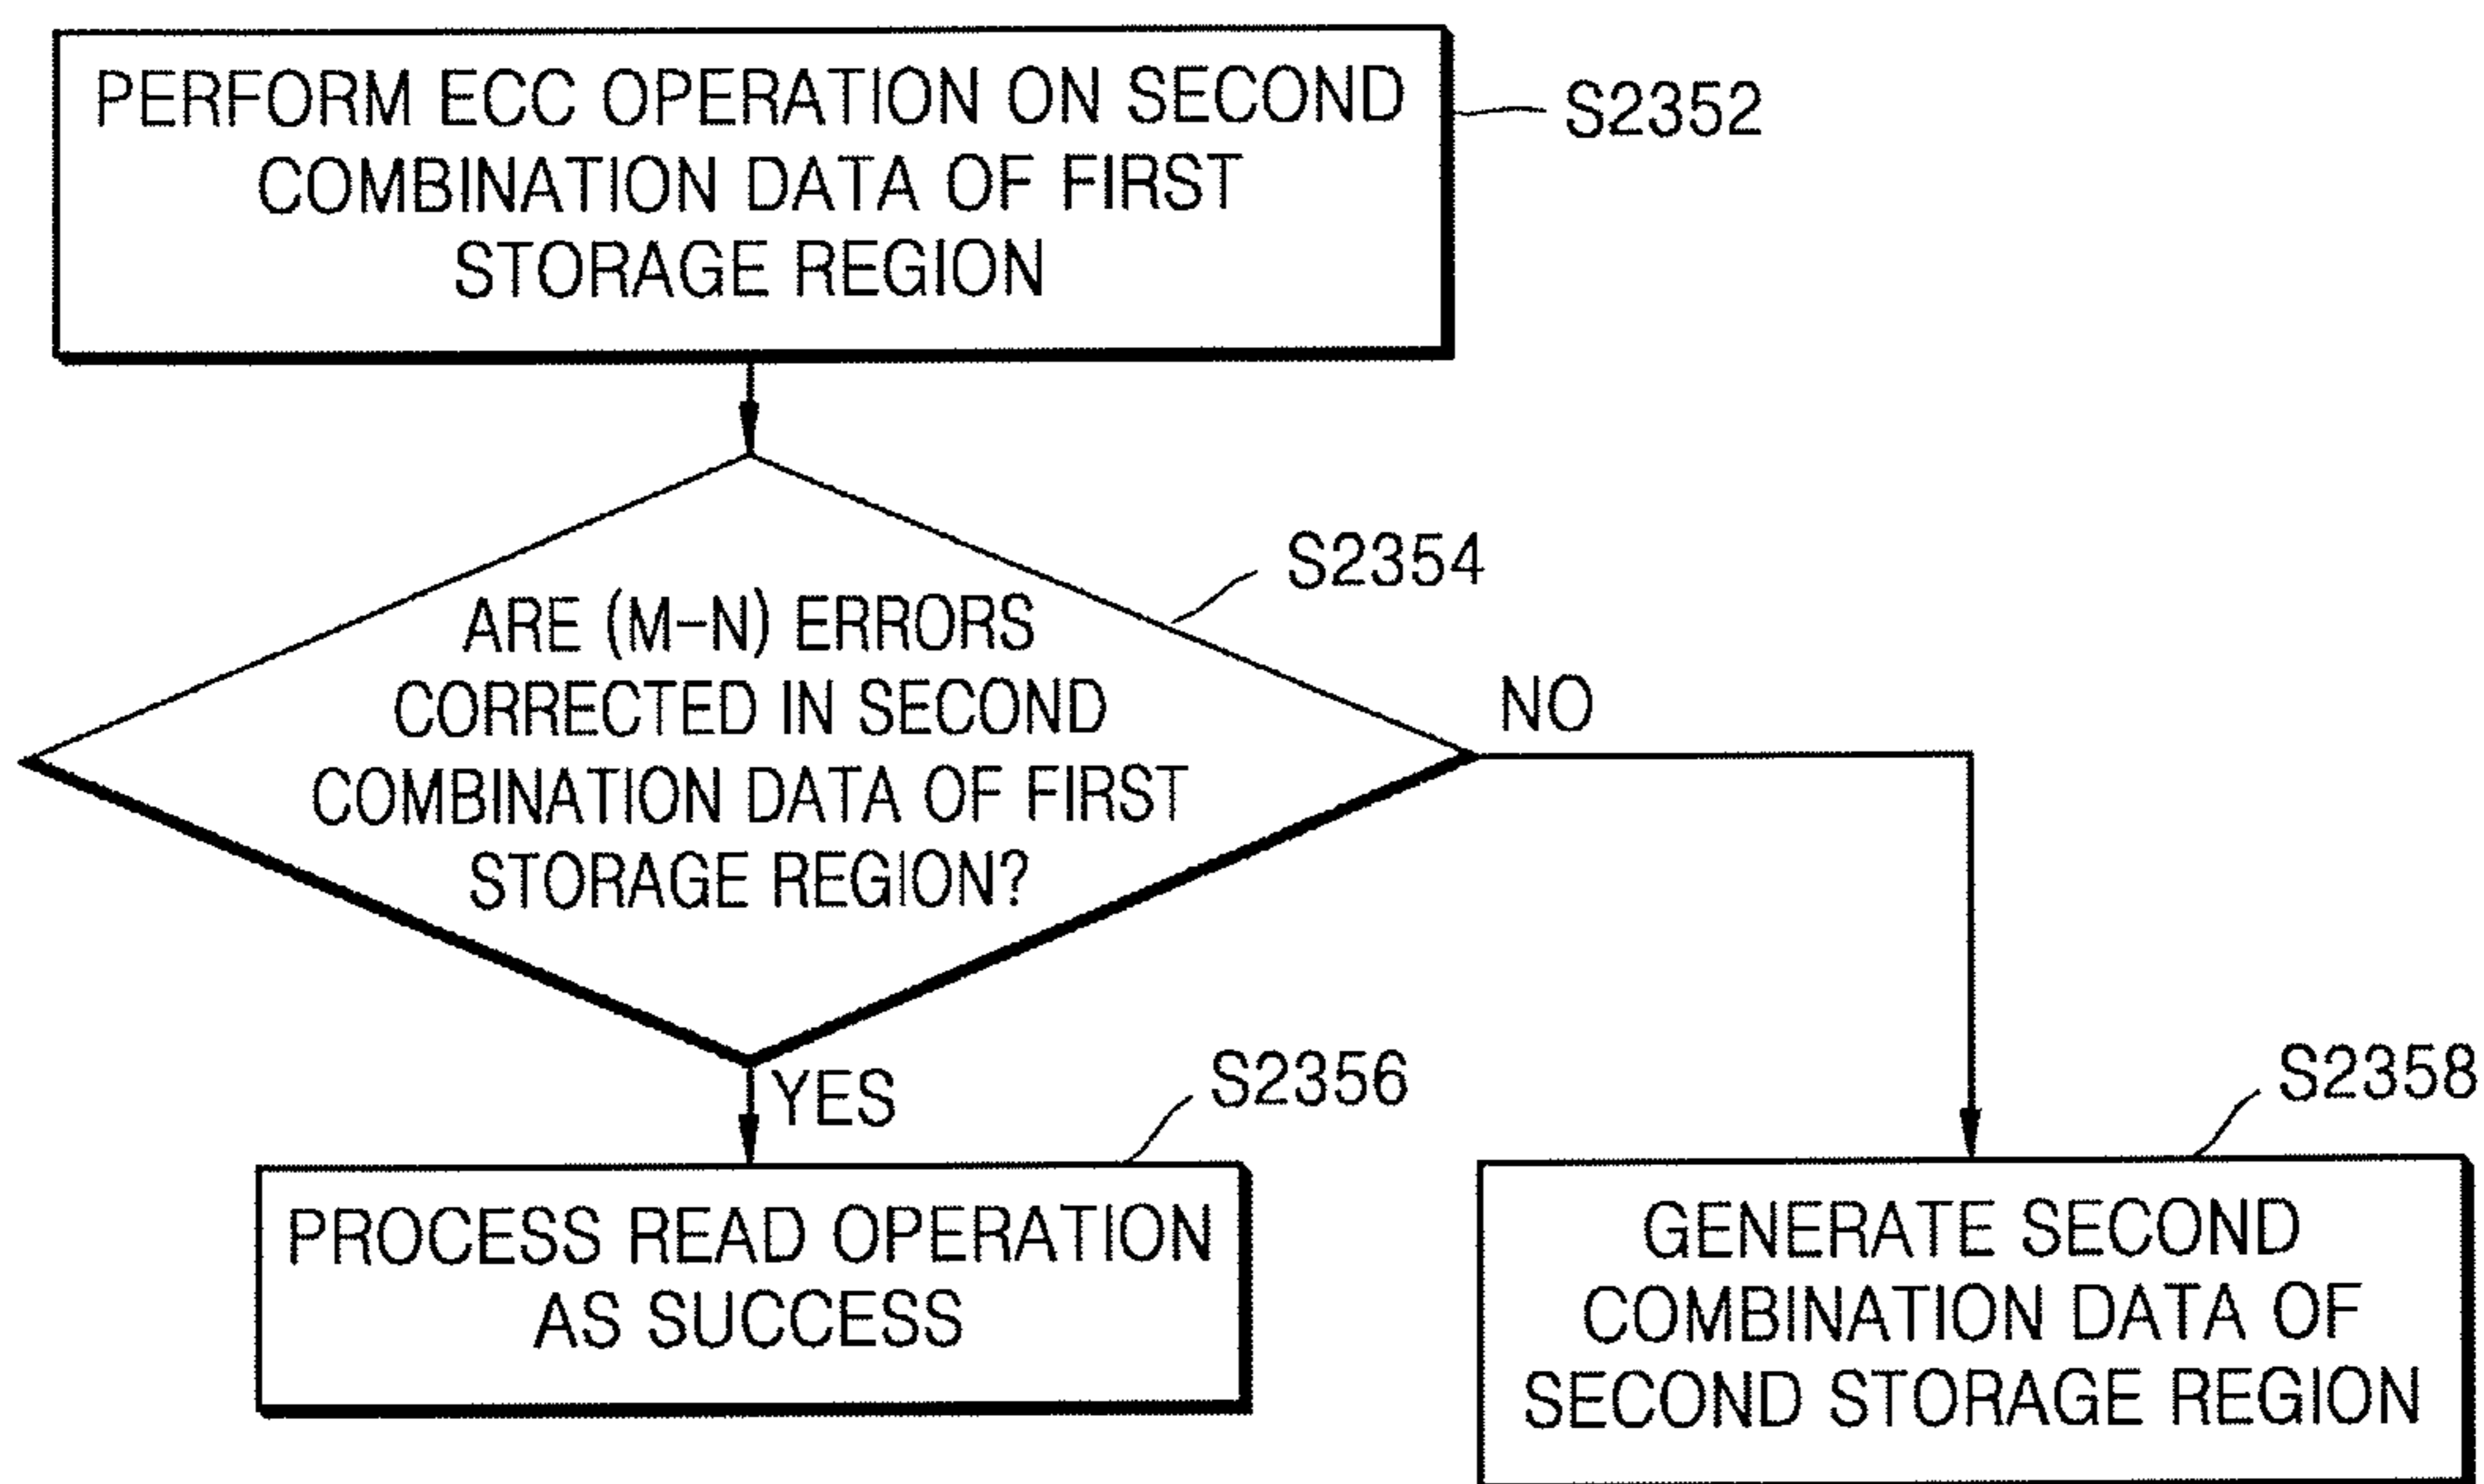 PERFORM ECC OPERATION ON SECOND
COMBINATION DATA OF FIRST
STORAGE REGION
S2352
S2354
ARE (M-N) ERRORS
CORRECTED IN SECOND
COMBINATION DATA OF FIRST
STORAGE REGION?
NO
YES
S2356
S2358
PROCESS READ OPERATION
AS SUCCESS
GENERATE SECOND
COMBINATION DATA OF
SECOND STORAGE REGION